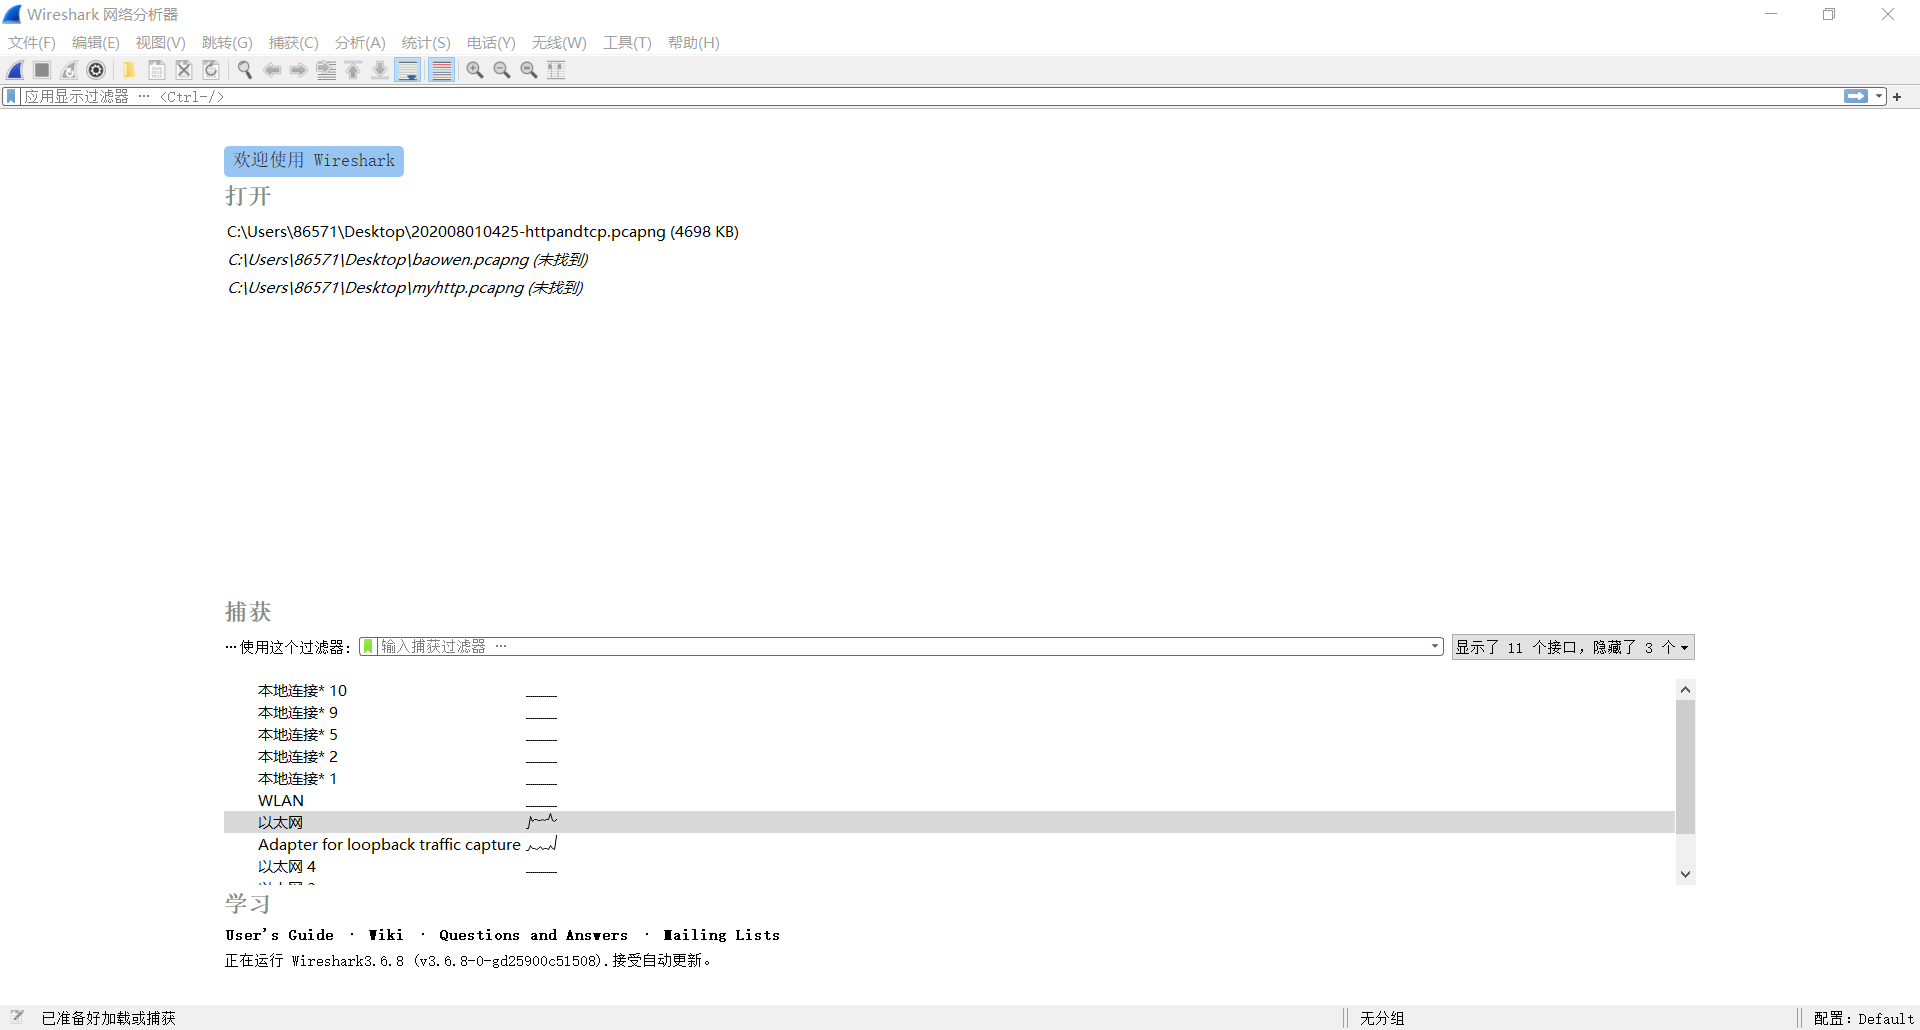 Wireshark 网络分析器
文件(F) 编辑(E) 视图(V) 跳转(G) 捕获(C) 分析(A) 统计(S) 电话(Y) 无线(W) 工具(T) 帮助(H)
应用显示过滤器 … <Ctrl-/>
欢迎使用 Wireshark
打开
C:\Users\86571\Desktop\202008010425-httpandtcp.pcapng (4698 KB)
C:\Users\86571\Desktop\baowen.pcapng (未找到)
C:\Users\86571\Desktop\myhttp.pcapng (未找到)
捕获
…使用这个过滤器: 输入捕获过滤器 … 显示了 11 个接口，隐藏了 3 个
本地连接* 10
本地连接* 9
本地连接* 5
本地连接* 2
本地连接* 1
WLAN
以太网
Adapter for loopback traffic capture
以太网 4
学习
User's Guide · Wiki · Questions and Answers · Mailing Lists
正在运行 Wireshark3.6.8 (v3.6.8-0-gd25900c51508).接受自动更新。
已准备好加载或捕获 无分组 配置：Default